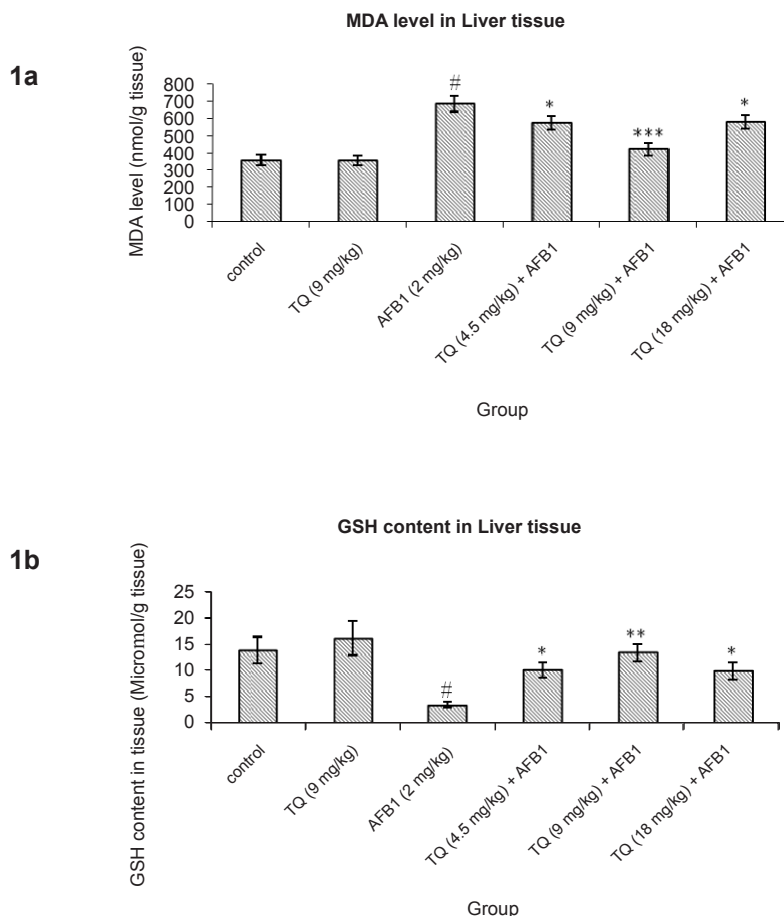 MDA level in Liver tissue
1a
MDA level (nmol/g tissue)
800
700
600
500
400
300
200
100
0
#
*
***
*
control
TQ (9 mg/kg)
AFB1 (2 mg/kg)
TQ (4.5 mg/kg) + AFB1
TQ (9 mg/kg) + AFB1
TQ (18 mg/kg) + AFB1
Group
GSH content in Liver tissue
1b
GSH content in tissue (Micromol/g tissue)
25
20
15
10
5
0
#
*
**
*
control
TQ (9 mg/kg)
AFB1 (2 mg/kg)
TQ (4.5 mg/kg) + AFB1
TQ (9 mg/kg) + AFB1
TQ (18 mg/kg) + AFB1
Group